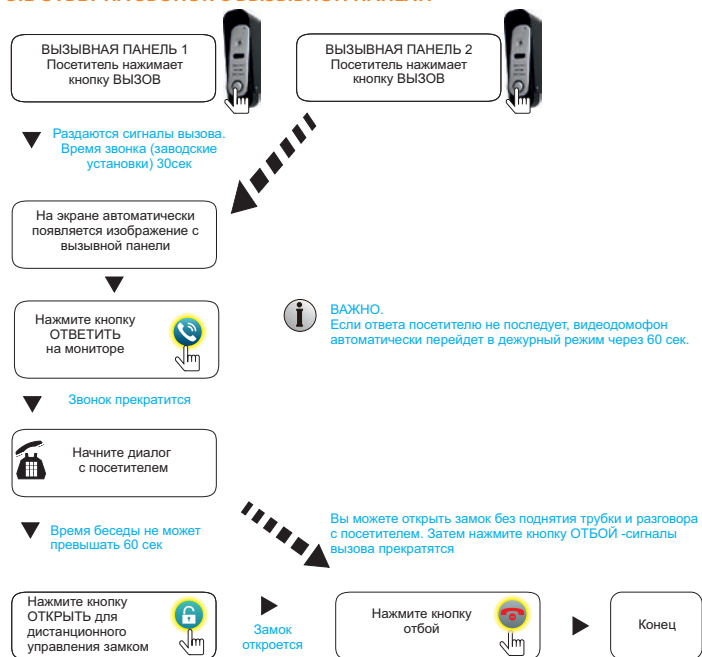 ВЫЗЫВНАЯ ПАНЕЛЬ 1
Посетитель нажимает
кнопку ВЫЗОВ
ВЫЗЫВНАЯ ПАНЕЛЬ 2
Посетитель нажимает
кнопку ВЫЗОВ
Раздаются сигналы вызова.
Время звонка (заводские
установки) 30сек
На экране автоматически
появляется изображение с
вызывной панели
Нажмите кнопку
ОТВЕТИТЬ
на мониторе
ВАЖНО.
Если ответа посетителю не последует, видеодомофон
автоматически перейдет в дежурный режим через 60 сек.
Звонок прекратится
Начните диалог
с посетителем
Время беседы не может
превышать 60 сек
Вы можете открыть замок без поднятия трубки и разговора
с посетителем. Затем нажмите кнопку ОТБОЙ -сигналы
вызова прекратятся
Нажмите кнопку
ОТКРЫТЬ для
дистанционного
управления замком
Замок
откроется
Нажмите кнопку
отбой
Конец